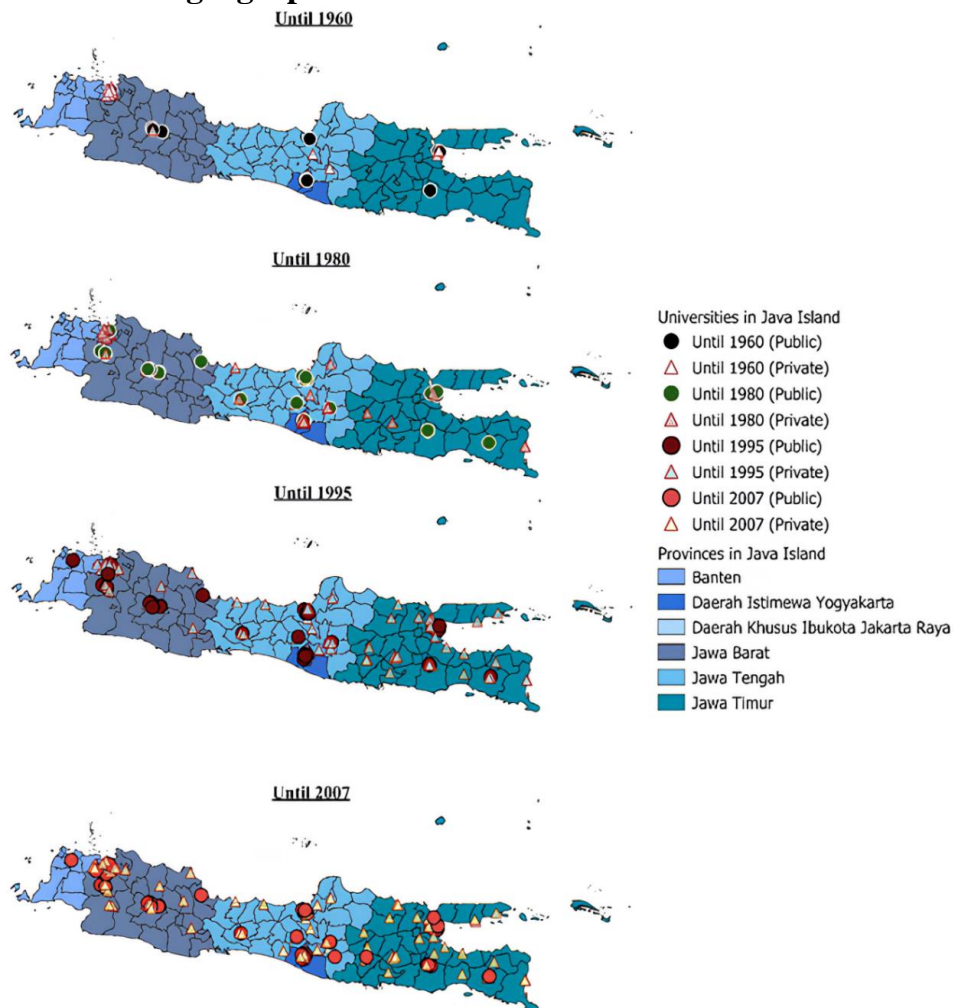 Until 1960
Until 1980
Until 1995
Until 2007
Universities in Java Island
Until 1960 (Public)
Until 1960 (Private)
Until 1980 (Public)
Until 1980 (Private)
Until 1995 (Public)
Until 1995 (Private)
Until 2007 (Public)
Until 2007 (Private)
Provinces in Java Island
Banten
Daerah Istimewa Yogyakarta
Daerah Khusus Ibukota Jakarta Raya
Jawa Barat
Jawa Tengah
Jawa Timur